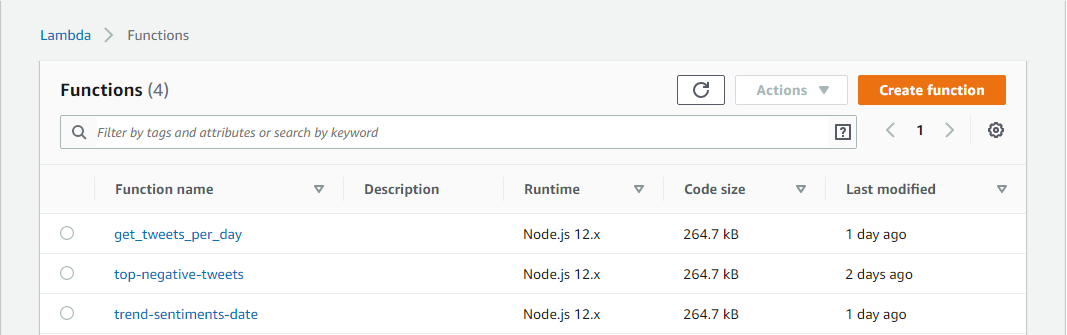 Lambda > Functions
Functions (4) Actions Create function
Filter by tags and attributes or search by keyword ? 1
Function name Description Runtime Code size Last modified
get_tweets_per_day Node.js 12.x 264.7 kB 1 day ago
top-negative-tweets Node.js 12.x 264.7 kB 2 days ago
trend-sentiments-date Node.js 12.x 264.7 kB 1 day ago